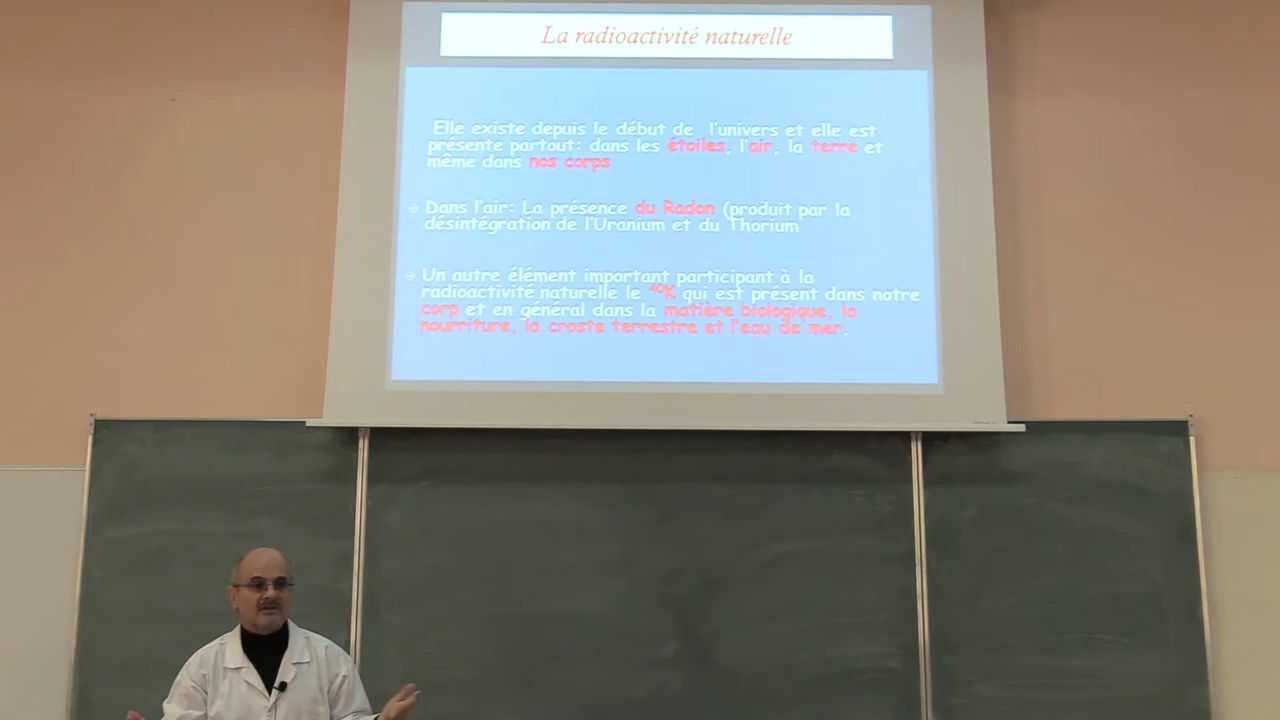 La radioactivité naturelle
Elle existe depuis le début de l'univers et elle est
présente partout: dans les étoiles, l'air, la terre et
même dans nos corps
Dans l'air: La présence du Radon (produit par la
désintégration de l'Uranium et du Thorium
Un autre élément important participant à la
radioactivité naturelle le ⁴⁰K qui est présent dans notre
corp et en général dans la matière biologique, la
nourriture, la croste terrestre et l'eau de mer.